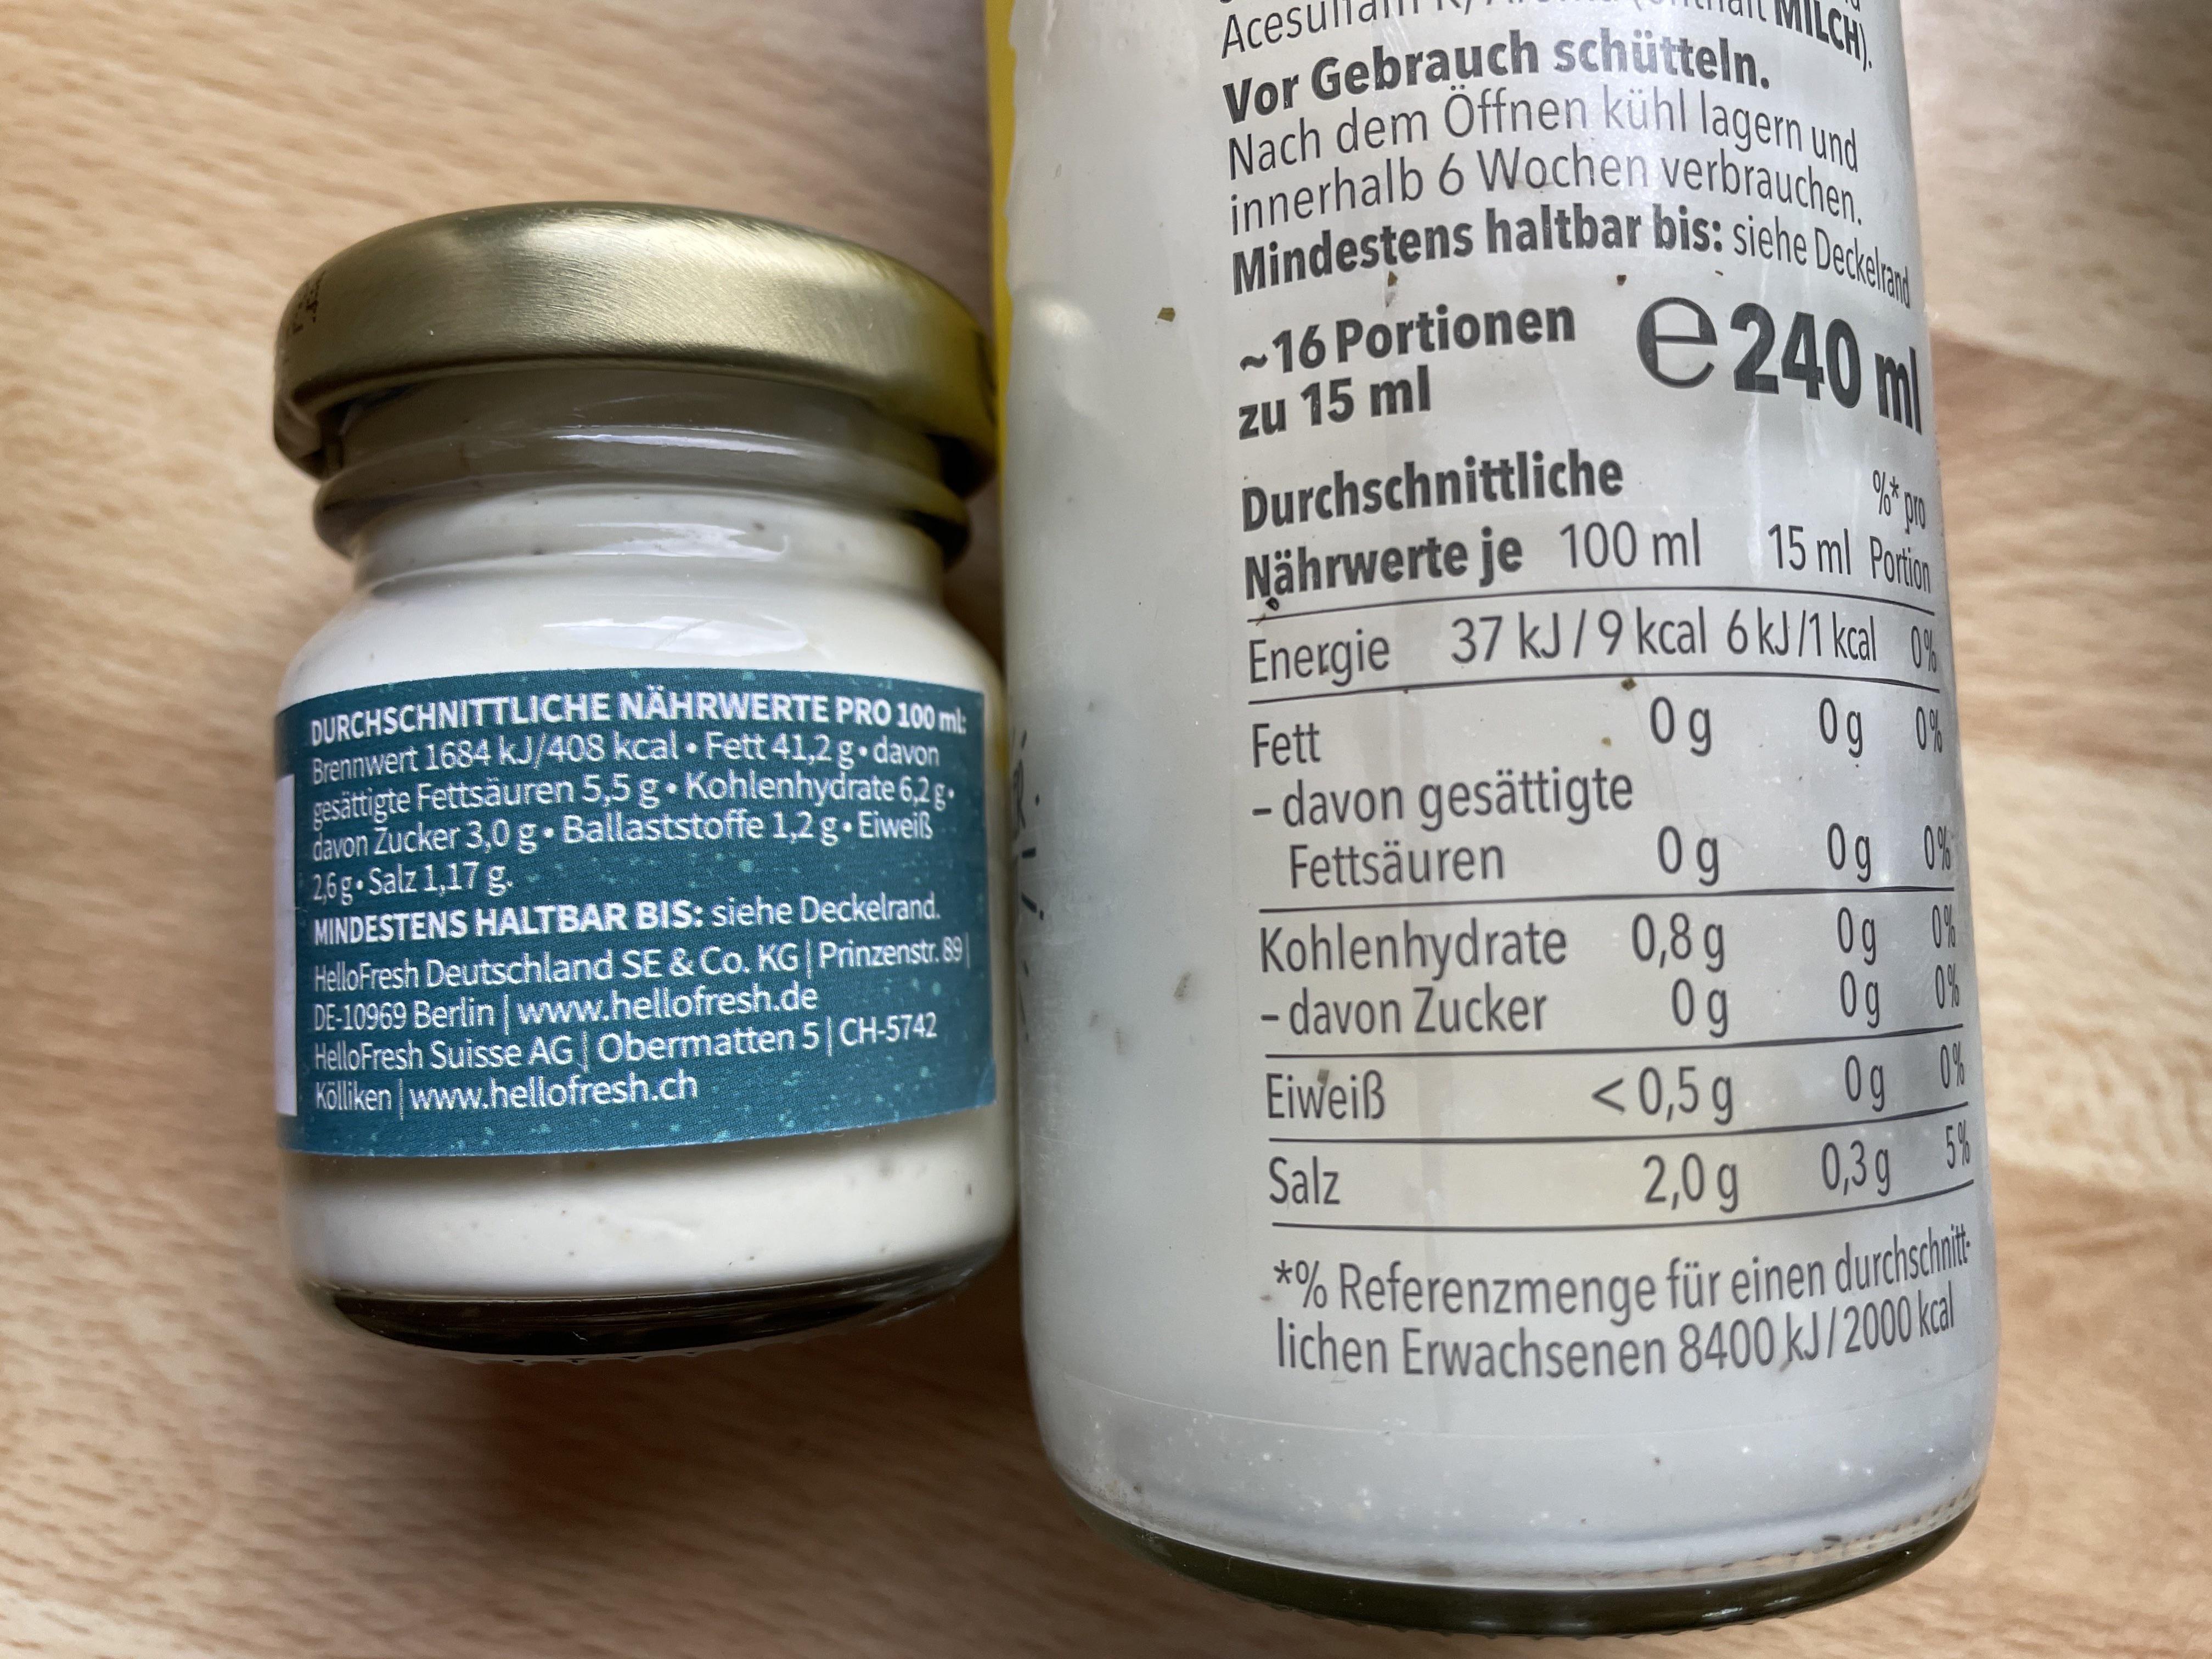 DURCHSCHNITTLICHE NÄHRWERTE PRO 100 ml:
Brennwert 1684 kJ/408 kcal • Fett 41,2 g • davon
gesättigte Fettsäuren 5,5 g • Kohlenhydrate 6,2 g •
davon Zucker 3,0 g • Ballaststoffe 1,2 g • Eiweiß
2,6 g • Salz 1,17 g.
MINDESTENS HALTBAR BIS: siehe Deckelrand.
HelloFresh Deutschland SE & Co. KG | Prinzenstr. 89 |
DE-10969 Berlin | www.hellofresh.de
HelloFresh Suisse AG | Obermatten 5 | CH-5742
Kölliken | www.hellofresh.ch
MILCH).
Vor Gebrauch schütteln.
Nach dem Öffnen kühl lagern und
innerhalb 6 Wochen verbrauchen.
Mindestens haltbar bis: siehe Deckelrand
~16 Portionen
zu 15 ml
℮ 240 ml
Durchschnittliche %* pro
Nährwerte je 100 ml 15 ml Portion
Energie 37 kJ / 9 kcal 6 kJ/1 kcal 0%
Fett 0 g 0 g 0%
– davon gesättigte
Fettsäuren 0 g 0 g 0%
Kohlenhydrate 0,8 g 0 g 0%
– davon Zucker 0 g 0 g 0%
Eiweiß < 0,5 g 0 g 0%
Salz 2,0 g 0,3 g 5%
*% Referenzmenge für einen durchschnitt-
lichen Erwachsenen 8400 kJ / 2000 kcal